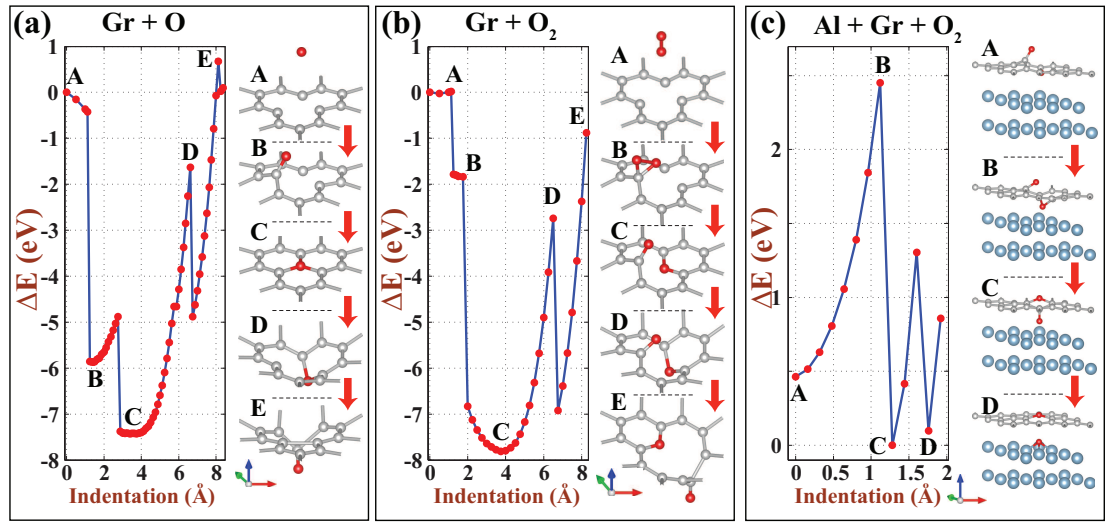 (a) Gr + O
1
0
-1
-2
-3
-4
-5
-6
-7
-8
ΔE (eV)
0 2 4 6 8
Indentation (Å)
A
B
C
D
E
A
B
C
D
E
(b) Gr + O₂
1
0
-1
-2
-3
-4
-5
-6
-7
-8
ΔE (eV)
0 2 4 6 8
Indentation (Å)
A
B
C
D
E
A
B
C
D
E
(c) Al + Gr + O₂
2
1
0
ΔE (eV)
0 0.5 1 1.5 2
Indentation (Å)
A
B
C
D
A
B
C
D